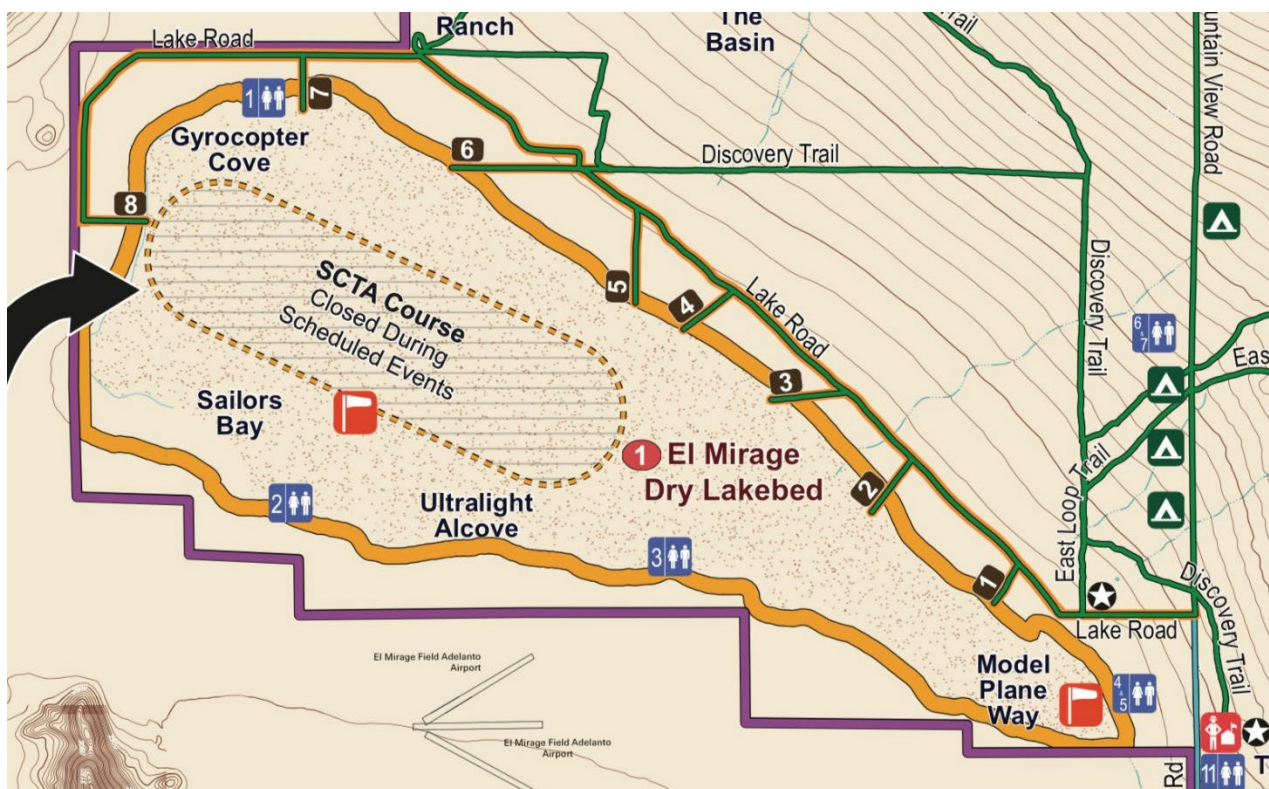 Ranch
The
Basin
Trail
Lake Road
untain View Road
1
7
Gyrocopter
Cove
6
Discovery Trail
8
SCTA Course
Closed During
Scheduled Events
5
4
Lake Road
Discovery Trail
6
&
7
Eas
3
Sailors
Bay
1
El Mirage
Dry Lakebed
2
2
Ultralight
Alcove
3
East Loop Trail
1
Discovery Trail
Lake Road
El Mirage Field Adelanto
Airport
Model
Plane
Way
4
&
5
El Mirage Field Adelanto
Airport
Rd
11
T